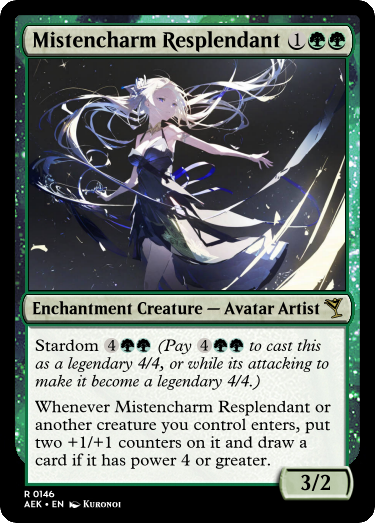 Mistencharm Resplendant 1
Enchantment Creature — Avatar Artist
Stardom 4 (Pay 4 to cast this
as a legendary 4/4, or while its attacking to
make it become a legendary 4/4.)
Whenever Mistencharm Resplendant or
another creature you control enters, put
two +1/+1 counters on it and draw a
card if it has power 4 or greater.
3/2
R 0146
AEK • EN Kuronoi